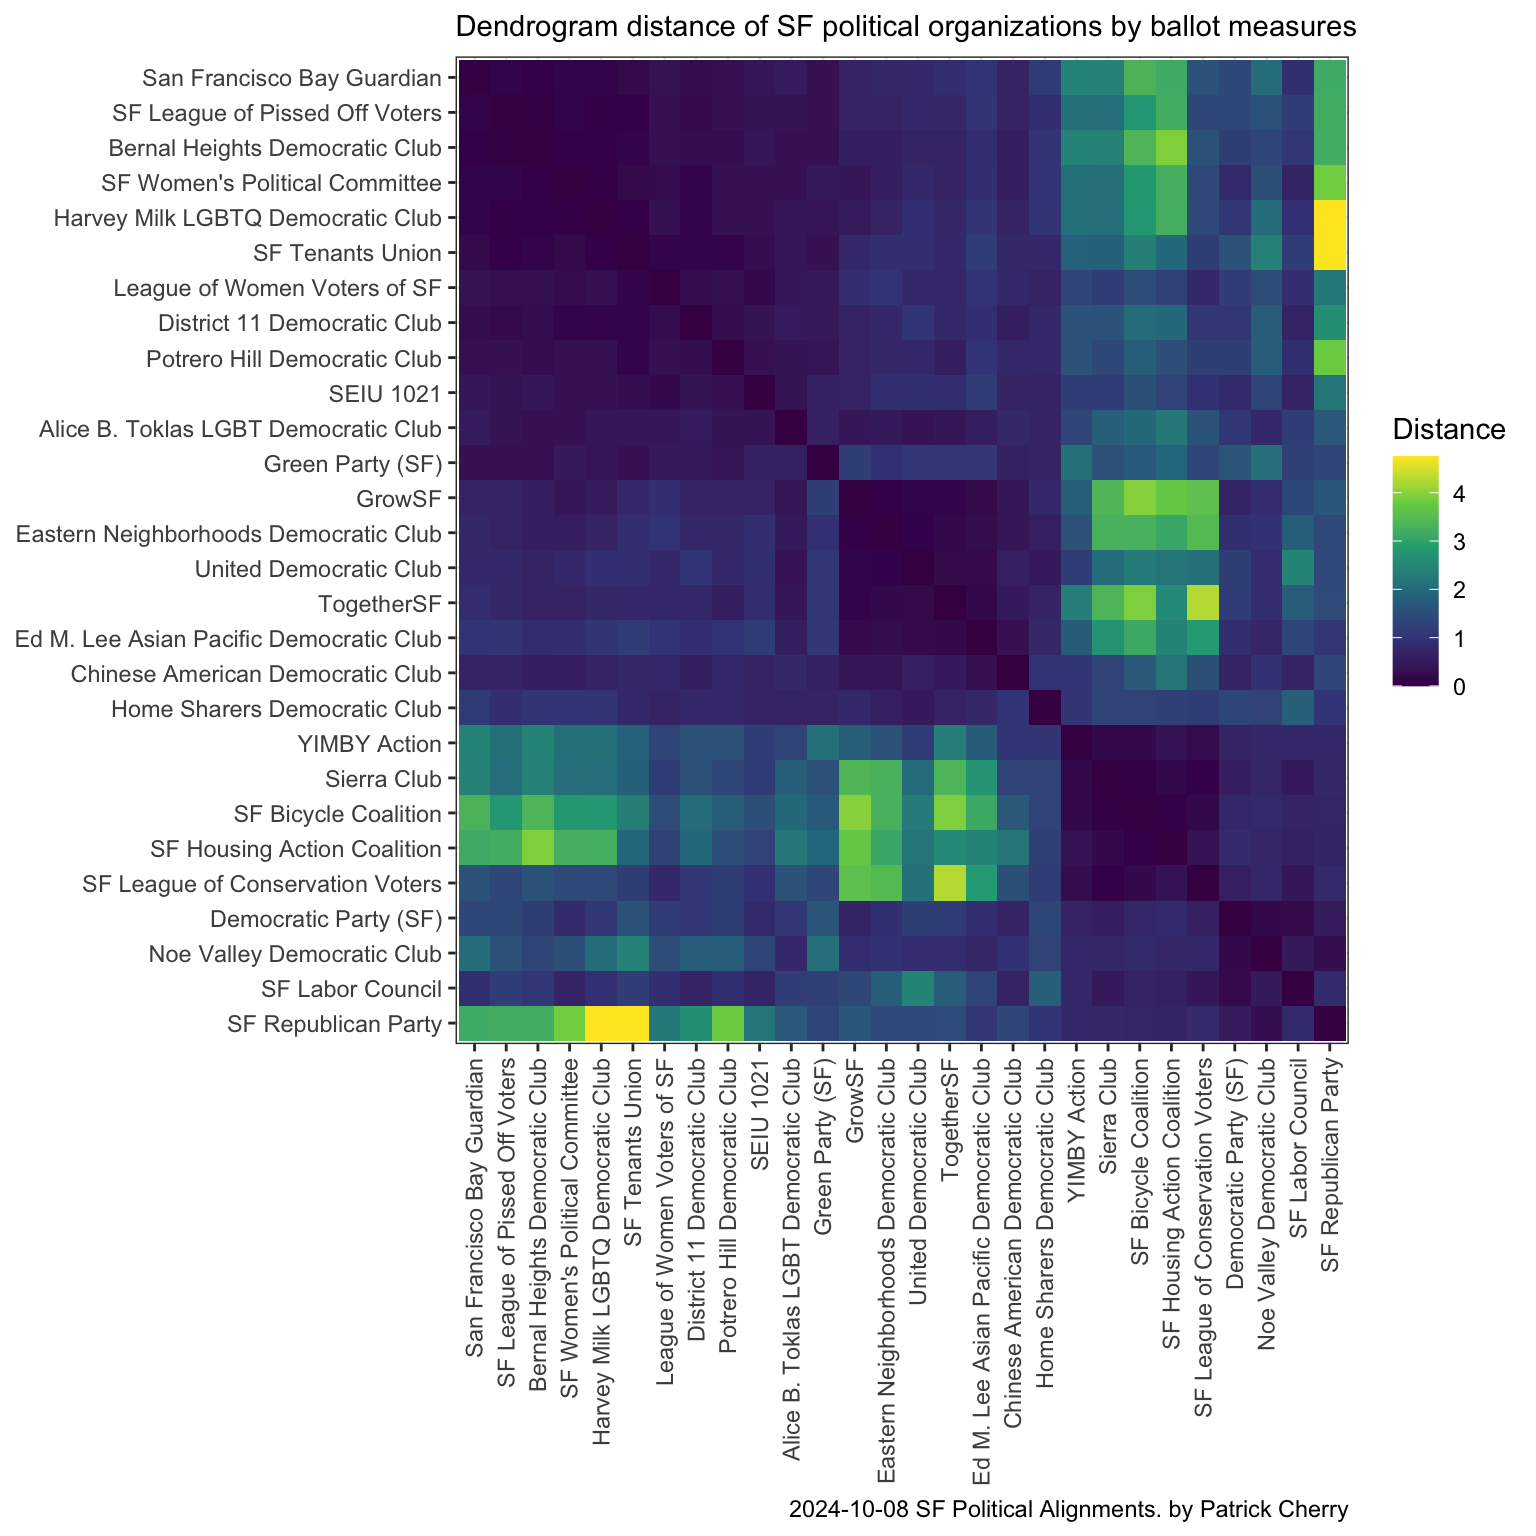 Dendrogram distance of SF political organizations by ballot measures
San Francisco Bay Guardian
SF League of Pissed Off Voters
Bernal Heights Democratic Club
SF Women's Political Committee
Harvey Milk LGBTQ Democratic Club
SF Tenants Union
League of Women Voters of SF
District 11 Democratic Club
Potrero Hill Democratic Club
SEIU 1021
Alice B. Toklas LGBT Democratic Club
Green Party (SF)
GrowSF
Eastern Neighborhoods Democratic Club
United Democratic Club
TogetherSF
Ed M. Lee Asian Pacific Democratic Club
Chinese American Democratic Club
Home Sharers Democratic Club
YIMBY Action
Sierra Club
SF Bicycle Coalition
SF Housing Action Coalition
SF League of Conservation Voters
Democratic Party (SF)
Noe Valley Democratic Club
SF Labor Council
SF Republican Party
San Francisco Bay Guardian
SF League of Pissed Off Voters
Bernal Heights Democratic Club
SF Women's Political Committee
Harvey Milk LGBTQ Democratic Club
SF Tenants Union
League of Women Voters of SF
District 11 Democratic Club
Potrero Hill Democratic Club
SEIU 1021
Alice B. Toklas LGBT Democratic Club
Green Party (SF)
GrowSF
Eastern Neighborhoods Democratic Club
United Democratic Club
TogetherSF
Ed M. Lee Asian Pacific Democratic Club
Chinese American Democratic Club
Home Sharers Democratic Club
YIMBY Action
Sierra Club
SF Bicycle Coalition
SF Housing Action Coalition
SF League of Conservation Voters
Democratic Party (SF)
Noe Valley Democratic Club
SF Labor Council
SF Republican Party
Distance
4
3
2
1
0
2024-10-08 SF Political Alignments. by Patrick Cherry